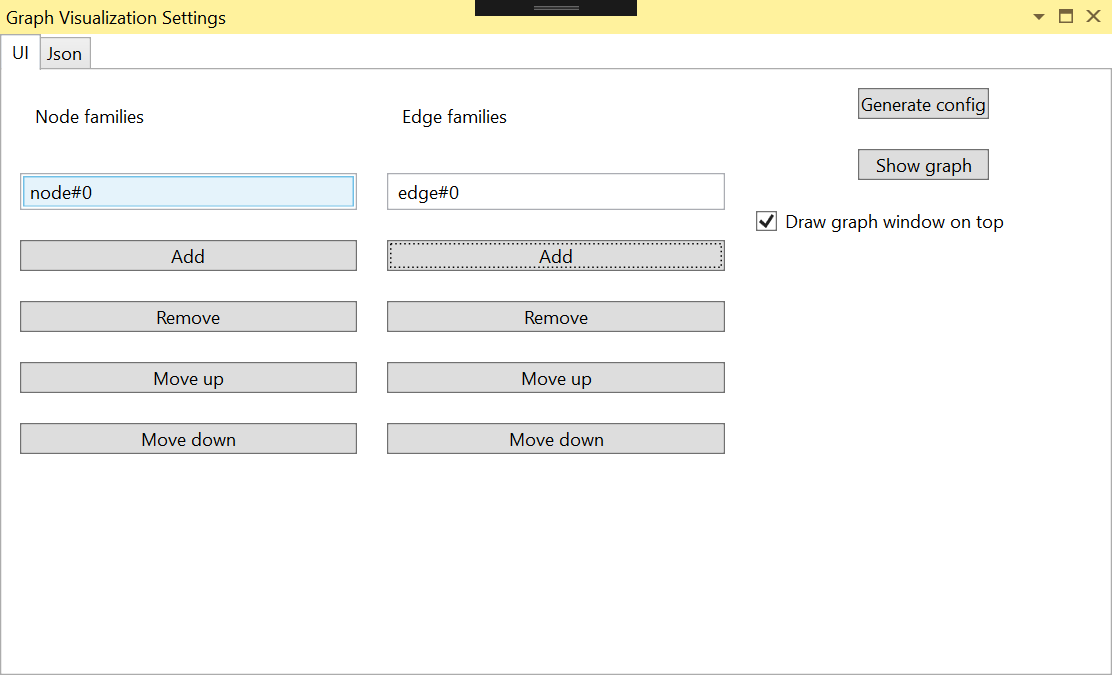 Graph Visualization Settings
UI
Json
Node families
Edge families
Generate config
Show graph
node#0
edge#0
Draw graph window on top
Add
Add
Remove
Remove
Move up
Move up
Move down
Move down